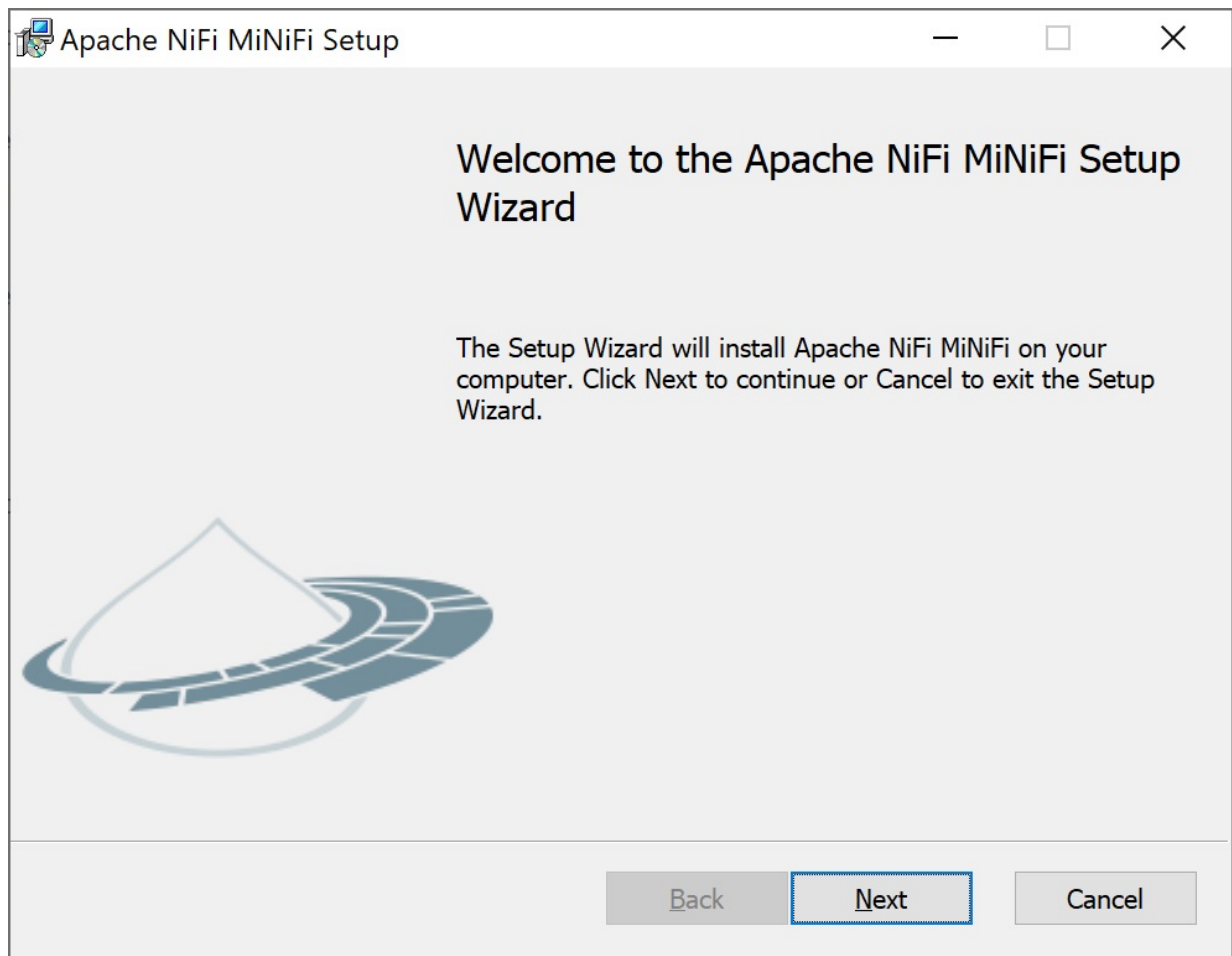 Apache NiFi MiNiFi Setup
Welcome to the Apache NiFi MiNiFi Setup
Wizard
The Setup Wizard will install Apache NiFi MiNiFi on your
computer. Click Next to continue or Cancel to exit the Setup
Wizard.
Back Next Cancel